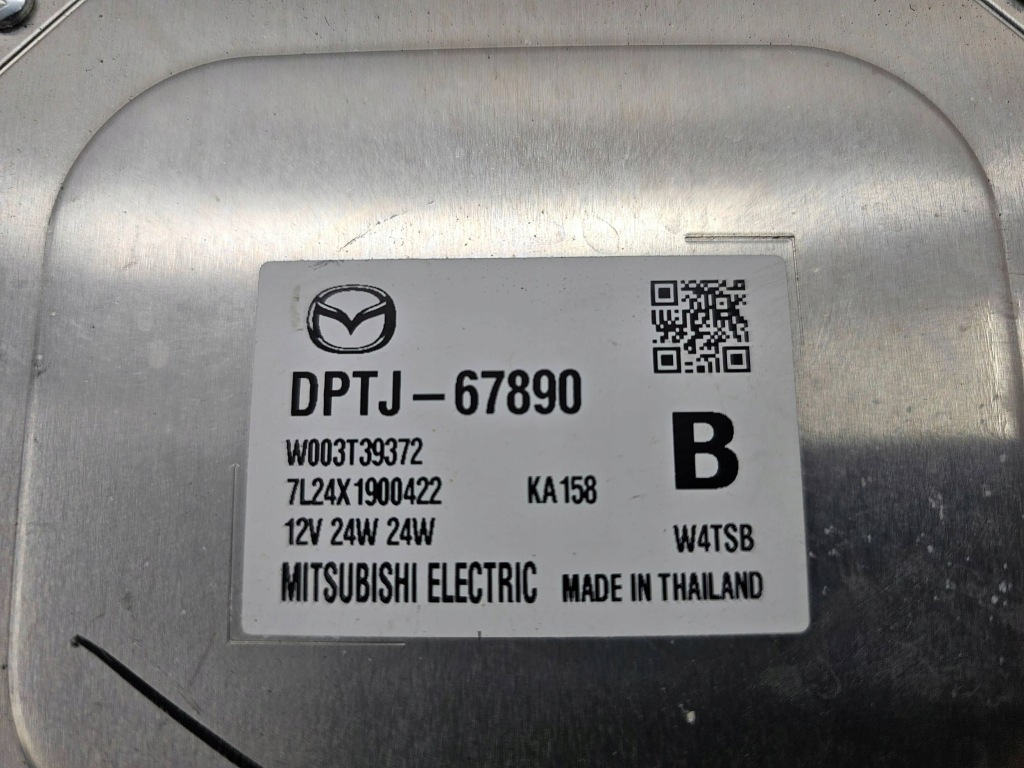 DPTJ-67890
B
W003T39372
7L24X1900422 KA158
12V 24W 24W W4TSB
MITSUBISHI ELECTRIC MADE IN THAILAND